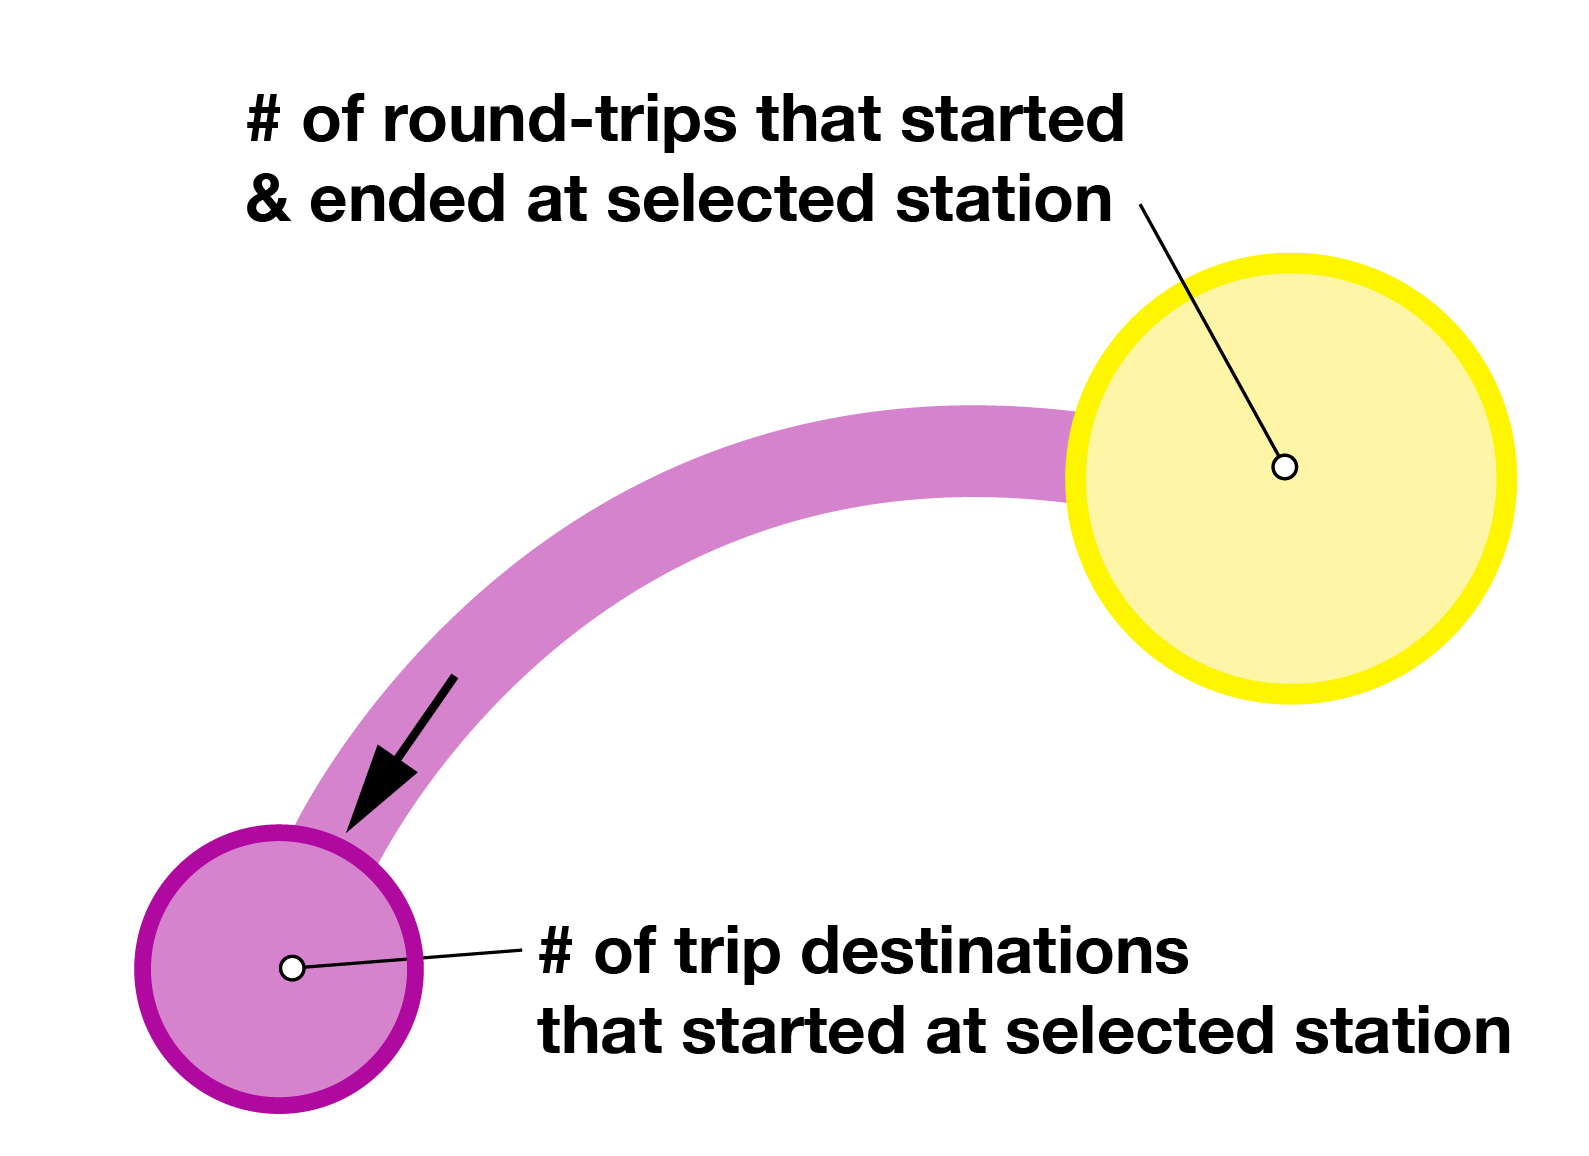 # of round-trips that started
& ended at selected station
# of trip destinations
that started at selected station